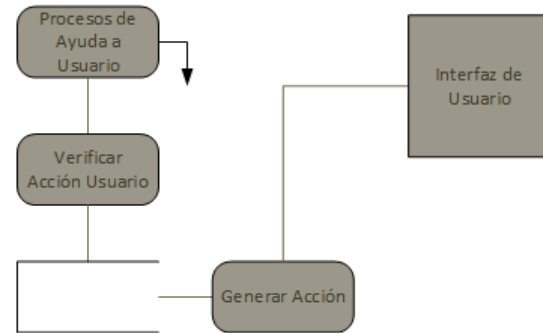 Procesos de
Ayuda a
Usuario
Interfaz de
Usuario
Verificar
Acción Usuario
Generar Acción